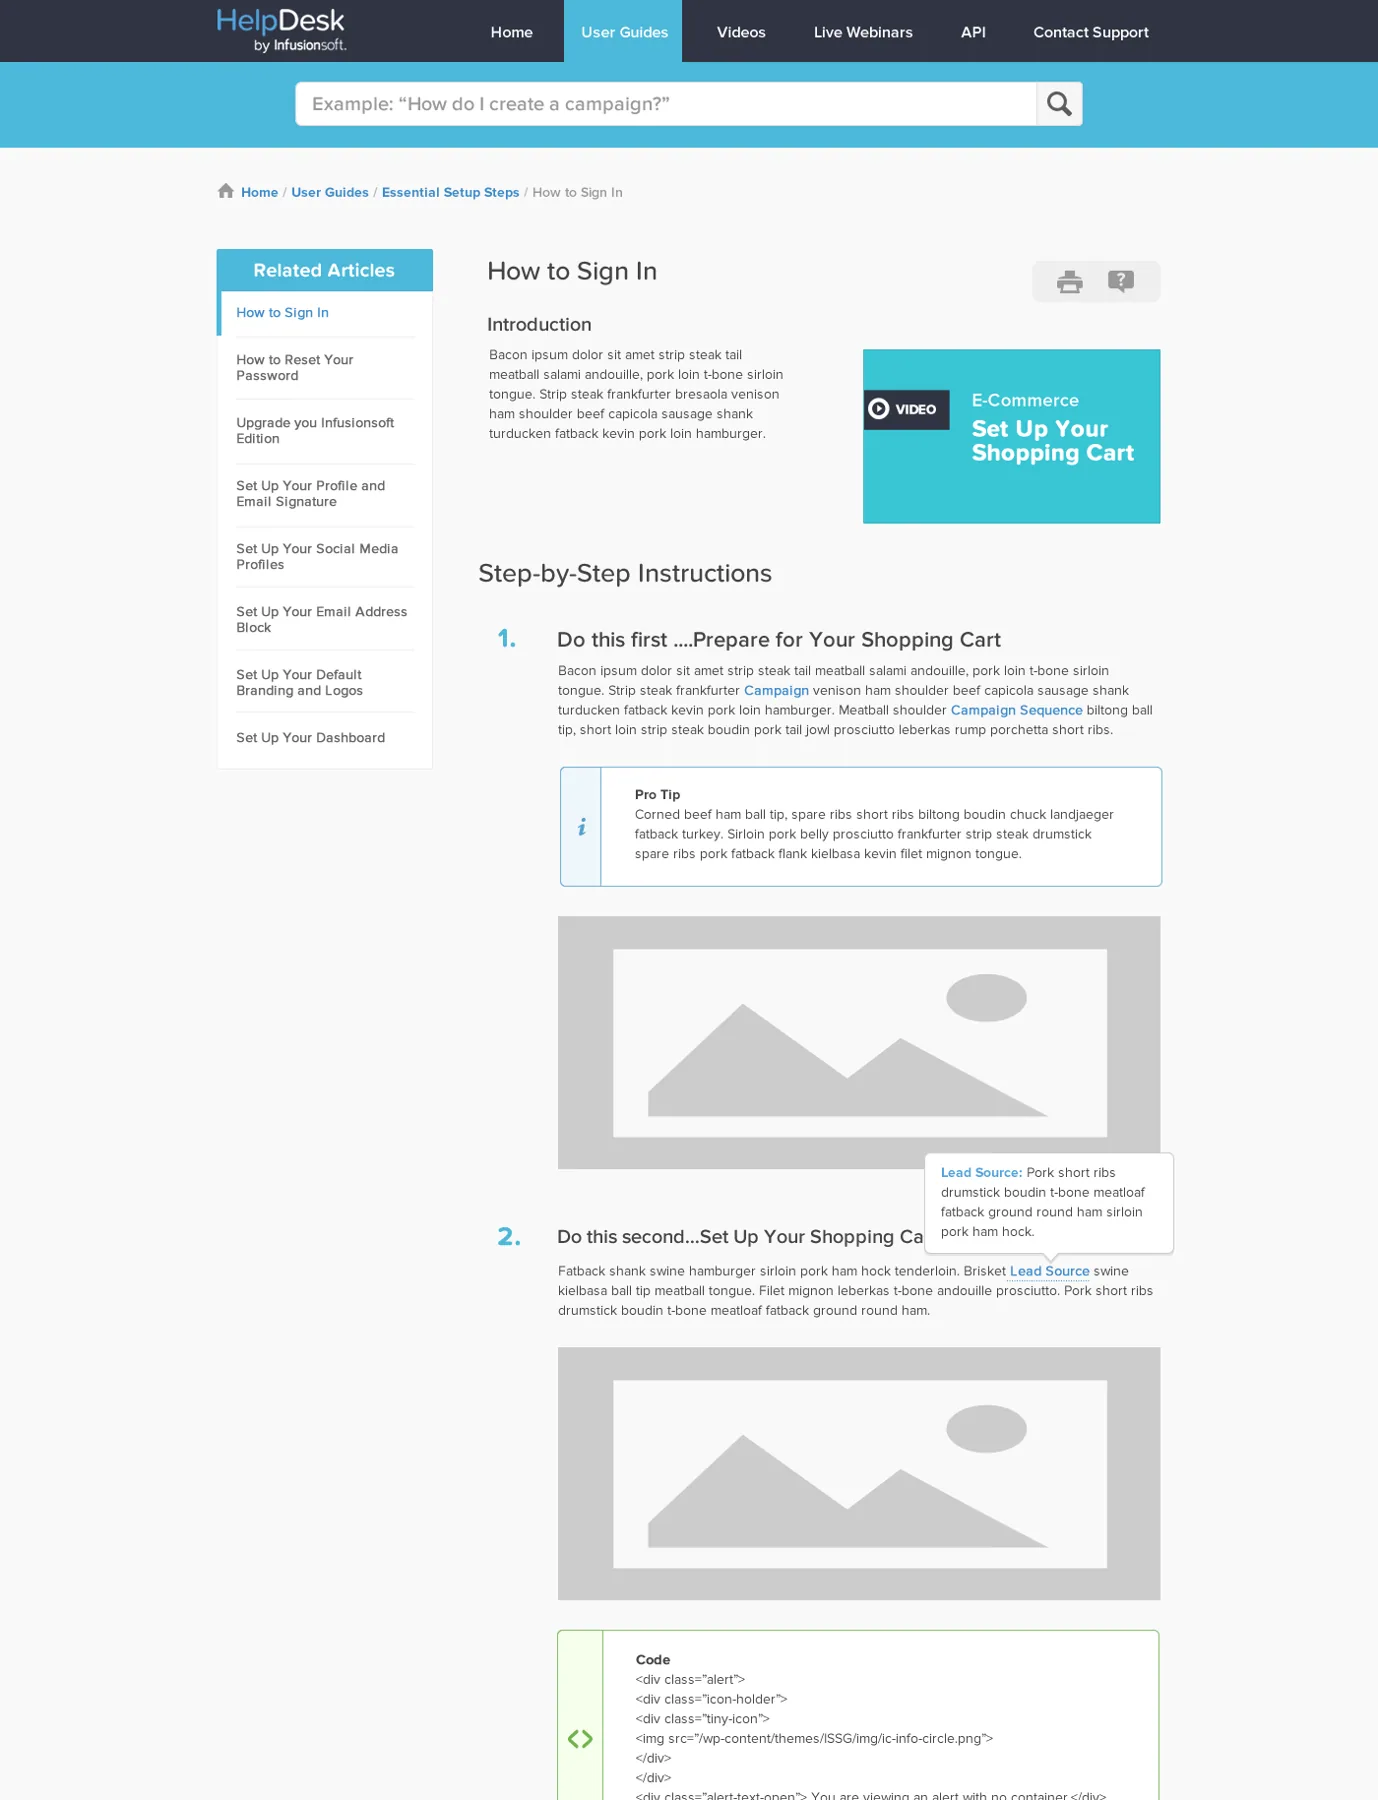 HelpDesk
by Infusionsoft.
Home
User Guides
Videos
Live Webinars
API
Contact Support
Example: “How do I create a campaign?”
Home / User Guides / Essential Setup Steps / How to Sign In
Related Articles
How to Sign In
How to Reset Your
Password
Upgrade you Infusionsoft
Edition
Set Up Your Profile and
Email Signature
Set Up Your Social Media
Profiles
Set Up Your Email Address
Block
Set Up Your Default
Branding and Logos
Set Up Your Dashboard
How to Sign In
?
Introduction
Bacon ipsum dolor sit amet strip steak tail
meatball salami andouille, pork loin t-bone sirloin
tongue. Strip steak frankfurter bresaola venison
ham shoulder beef capicola sausage shank
turducken fatback kevin pork loin hamburger.
VIDEO
E-Commerce
Set Up Your
Shopping Cart
Step-by-Step Instructions
1.
Do this first ....Prepare for Your Shopping Cart
Bacon ipsum dolor sit amet strip steak tail meatball salami andouille, pork loin t-bone sirloin
tongue. Strip steak frankfurter Campaign venison ham shoulder beef capicola sausage shank
turducken fatback kevin pork loin hamburger. Meatball shoulder Campaign Sequence biltong ball
tip, short loin strip steak boudin pork tail jowl prosciutto leberkas rump porchetta short ribs.
i
Pro Tip
Corned beef ham ball tip, spare ribs short ribs biltong boudin chuck landjaeger
fatback turkey. Sirloin pork belly prosciutto frankfurter strip steak drumstick
spare ribs pork fatback flank kielbasa kevin filet mignon tongue.
Lead Source: Pork short ribs
drumstick boudin t-bone meatloaf
fatback ground round ham sirloin
pork ham hock.
2.
Do this second...Set Up Your Shopping Ca
Fatback shank swine hamburger sirloin pork ham hock tenderloin. Brisket Lead Source swine
kielbasa ball tip meatball tongue. Filet mignon leberkas t-bone andouille prosciutto. Pork short ribs
drumstick boudin t-bone meatloaf fatback ground round ham.
Code
<div class=”alert”>
<div class=”icon-holder”>
<div class=”tiny-icon”>
<img src=”/wp-content/themes/ISSG/img/ic-info-circle.png”>
</div>
</div>
<div class=”alert-text-open”> You are viewing an alert with no container.</div>